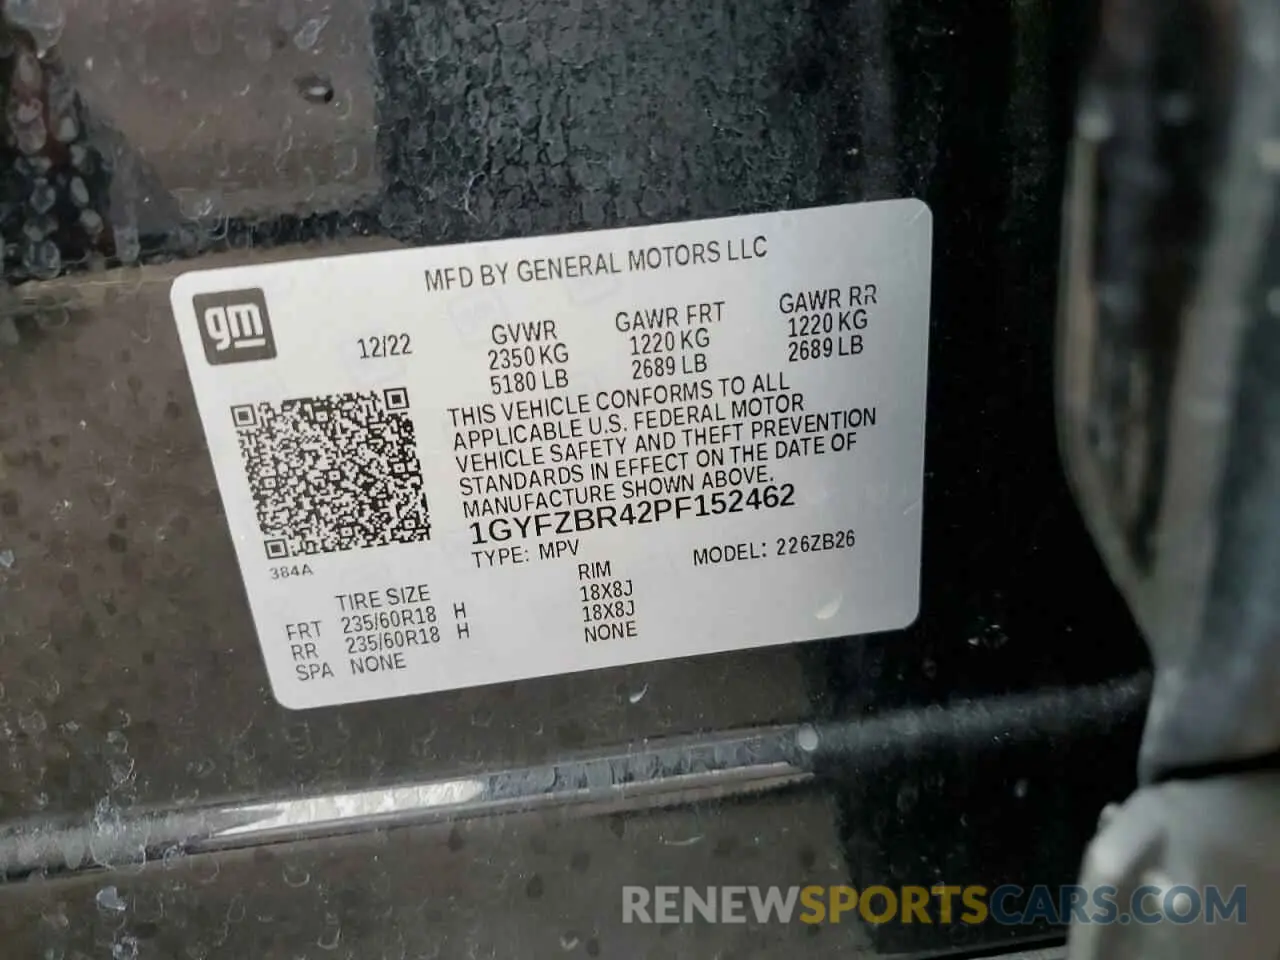 MFD BY GENERAL MOTORS LLC
gm
12/22
GVWR
2350 KG
5180 LB
GAWR FRT
1220 KG
2689 LB
GAWR RR
1220 KG
2689 LB
THIS VEHICLE CONFORMS TO ALL
APPLICABLE U.S. FEDERAL MOTOR
VEHICLE SAFETY AND THEFT PREVENTION
STANDARDS IN EFFECT ON THE DATE OF
MANUFACTURE SHOWN ABOVE.
1GYFZBR42PF152462
TYPE: MPV
MODEL: 226ZB26
384A
TIRE SIZE
RIM
FRT 235/60R18 H 18X8J
RR 235/60R18 H 18X8J
SPA NONE NONE
RENEWSPORTSCARS.COM